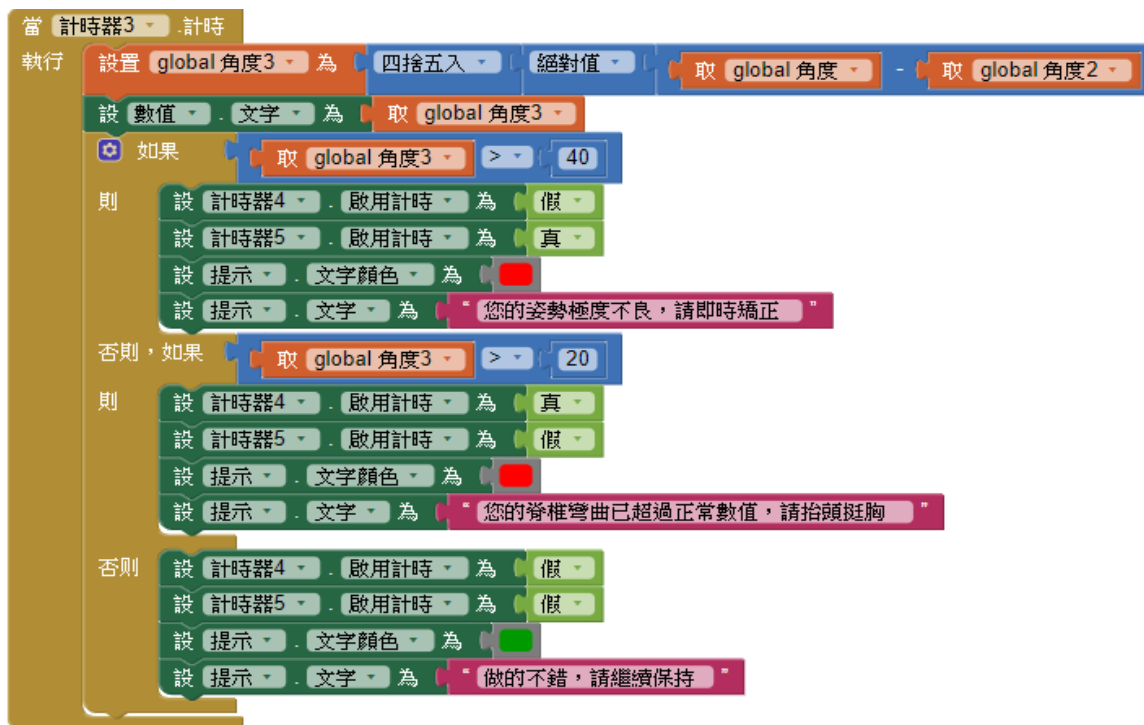 當 計時器3 .計時
執行 設置 global 角度3 為 四捨五入 絕對值 取 global 角度 - 取 global 角度2
設 數值 . 文字 為 取 global 角度3
如果 取 global 角度3 > 40
則 設 計時器4 . 啟用計時 為 假
設 計時器5 . 啟用計時 為 真
設 提示 . 文字顏色 為
設 提示 . 文字 為 “ 您的姿勢極度不良，請即時矯正 ”
否則，如果 取 global 角度3 > 20
則 設 計時器4 . 啟用計時 為 真
設 計時器5 . 啟用計時 為 假
設 提示 . 文字顏色 為
設 提示 . 文字 為 “ 您的脊椎彎曲已超過正常數值，請抬頭挺胸 ”
否則 設 計時器4 . 啟用計時 為 假
設 計時器5 . 啟用計時 為 假
設 提示 . 文字顏色 為
設 提示 . 文字 為 “ 做的不錯，請繼續保持 ”